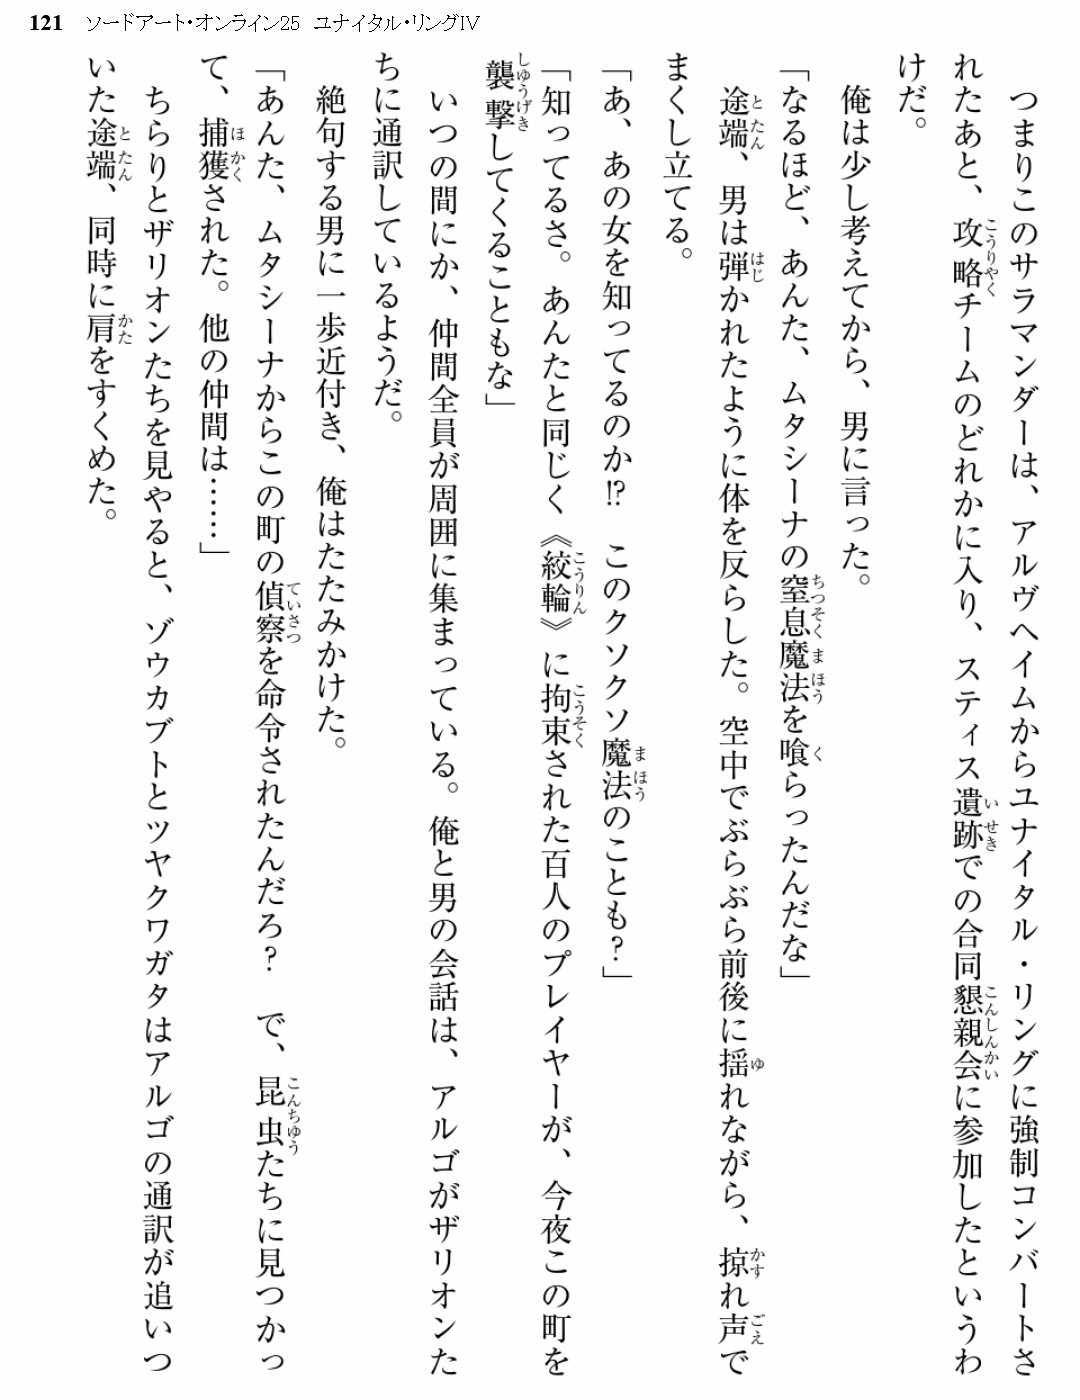 121 ソードアート・オンライン25 ユナイタル・リングⅣ
つまりこのサラマンダーは、アルヴヘイムからユナイタル・リングに強制コンバートさ
れたあと、攻略チームのどれかに入り、スティス遺跡での合同懇親会に参加したというわ
けだ。
俺は少し考えてから、男に言った。
「なるほど、あんた、ムタシーナの窒息魔法を喰らったんだな」
途端、男は弾かれたように体を反らした。空中でぶらぶら前後に揺れながら、掠れ声で
まくし立てる。
「あ、あの女を知ってるのか!? このクソクソ魔法のことも?」
「知ってるさ。あんたと同じく《絞輪》に拘束された百人のプレイヤーが、今夜この町を
襲撃してくることもな」
いつの間にか、仲間全員が周囲に集まっている。俺と男の会話は、アルゴがザリオンた
ちに通訳しているようだ。
絶句する男に一歩近付き、俺はたたみかけた。
「あんた、ムタシーナからこの町の偵察を命令されたんだろ? で、昆虫たちに見つかっ
て、捕獲された。他の仲間は……」
ちらりとザリオンたちを見やると、ゾウカブトとツヤクワガタはアルゴの通訳が追いつ
いた途端、同時に肩をすくめた。